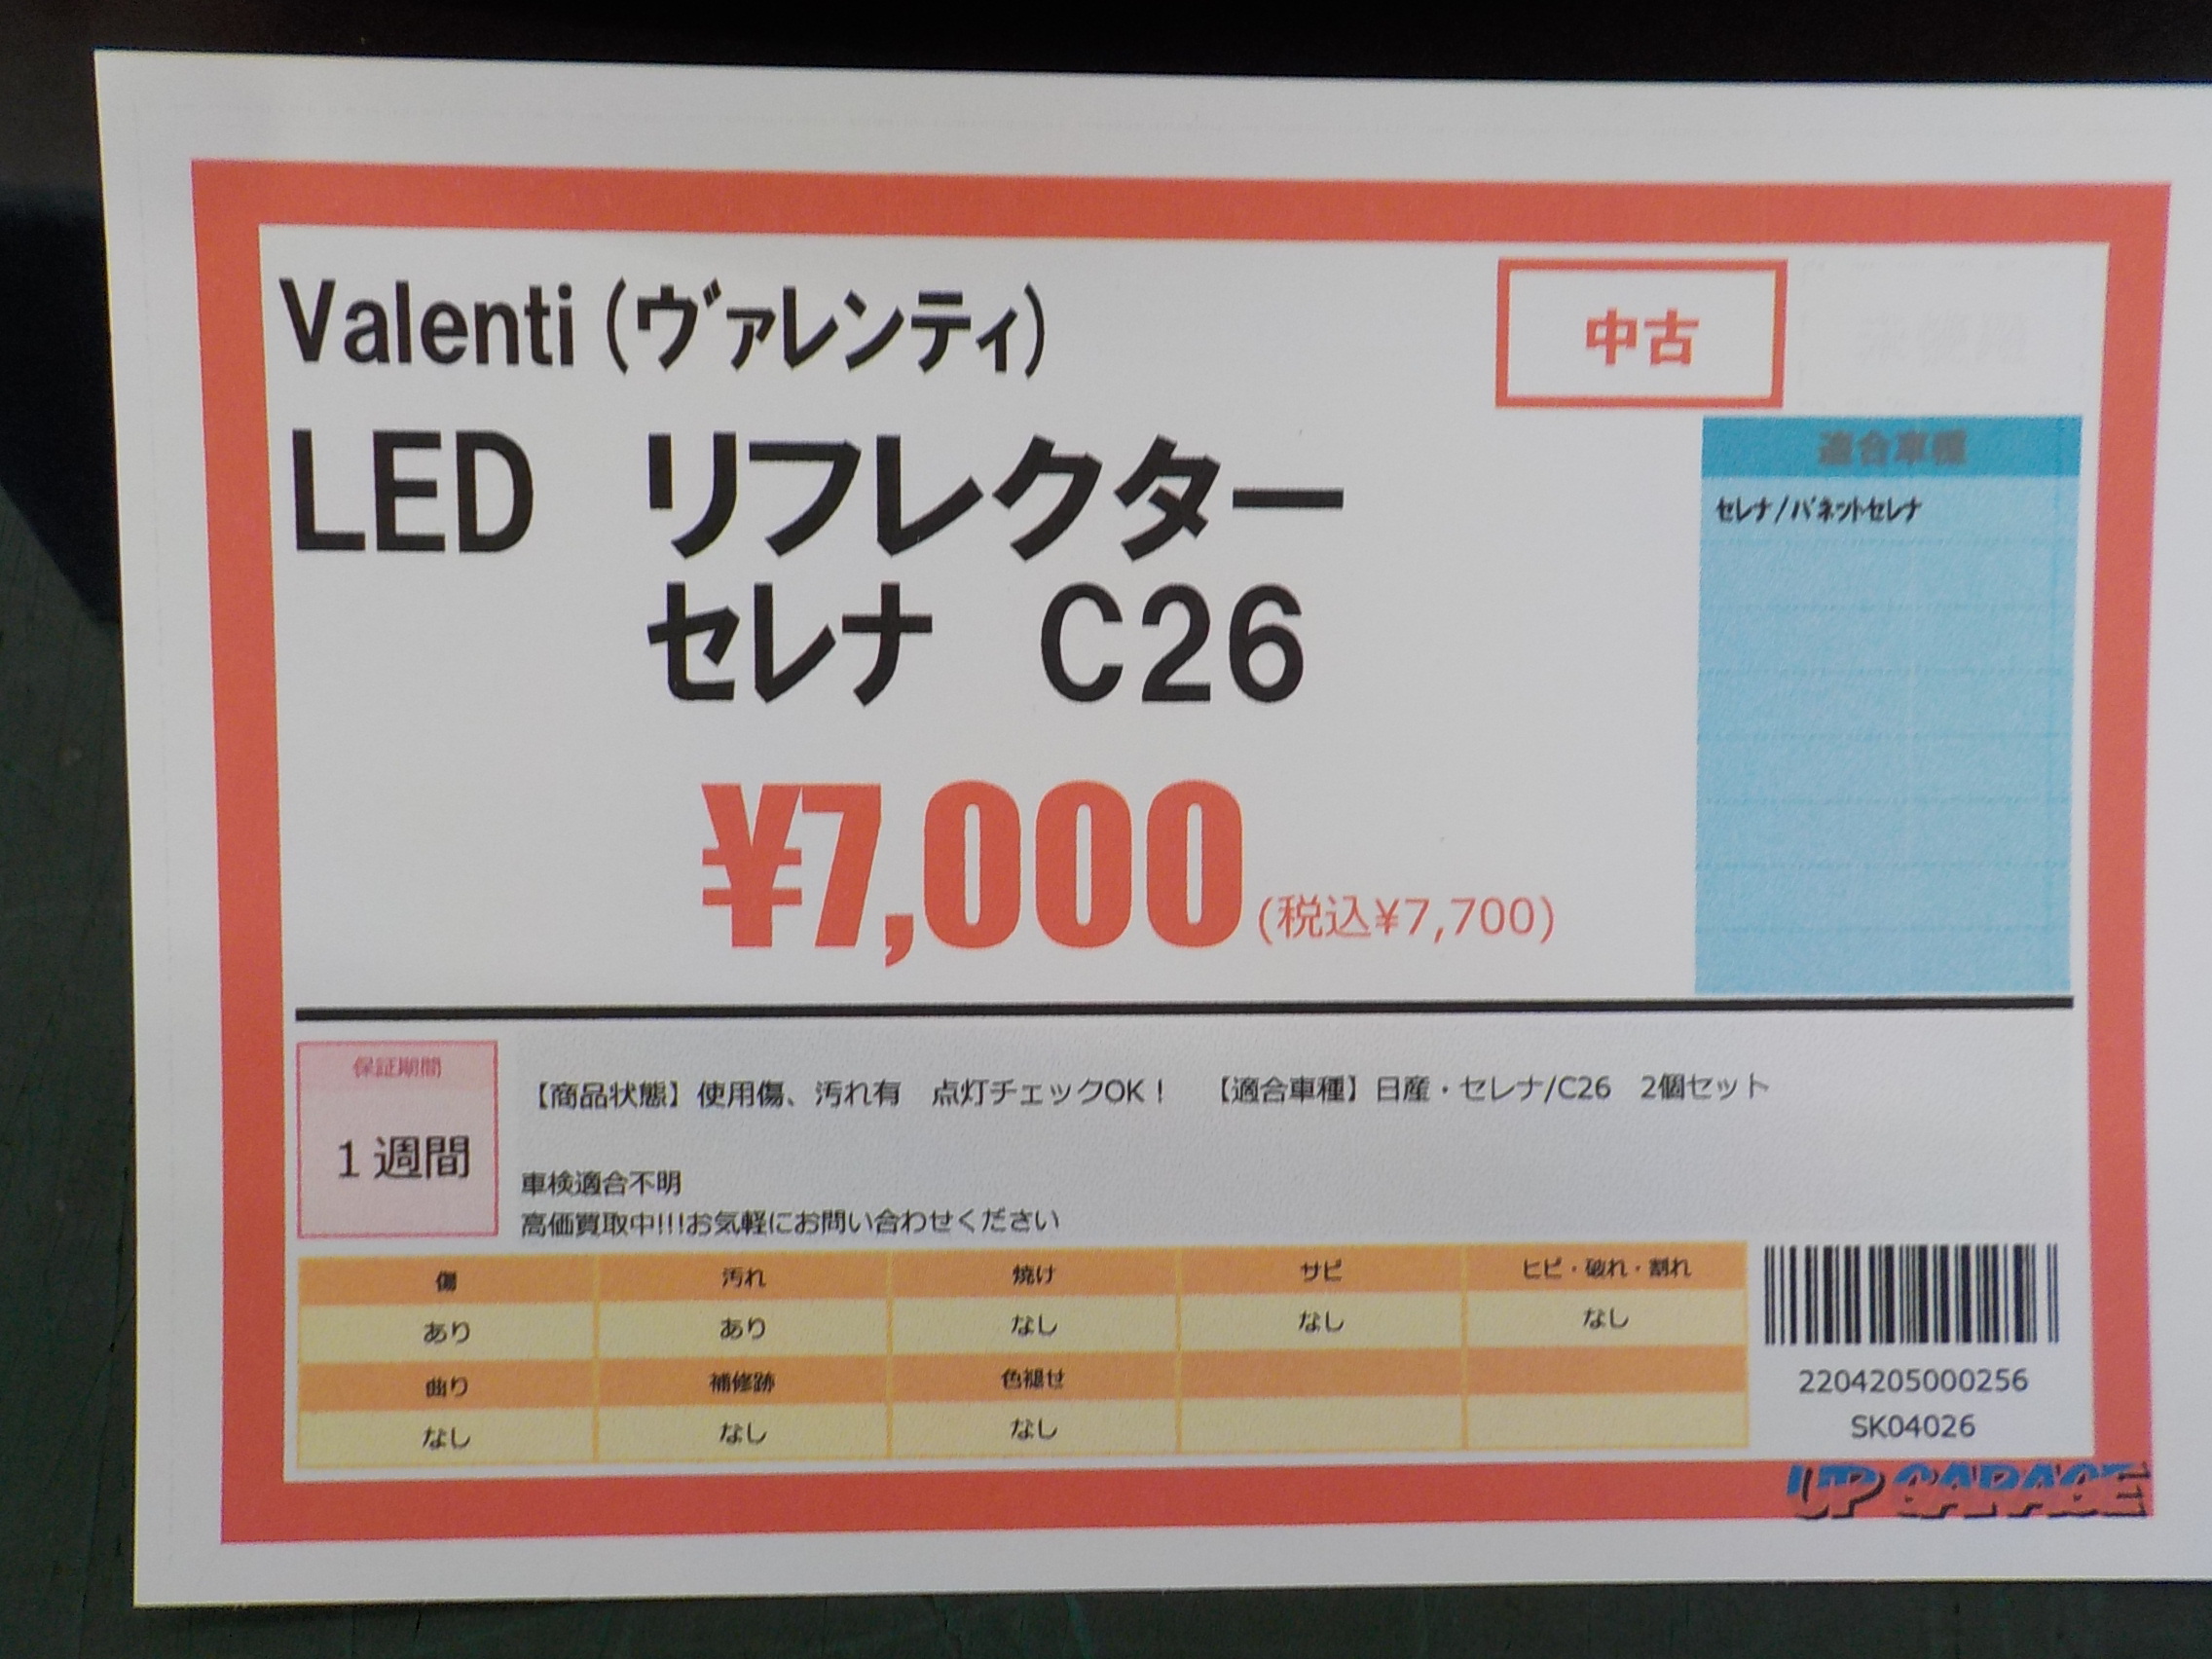 Valenti(ヴァレンティ)
中古
LED リフレクター
セレナ C26
¥7,000(税込¥7,700)
適合車種
セレナ/バネットセレナ
保証期間
1週間
【商品状態】使用傷、汚れ有 点灯チェックOK! 【適合車種】日産・セレナ/C26 2個セット
車検適合不明
高価買取中!!!お気軽にお問い合わせください
傷 汚れ 焼け サビ ヒビ・破れ・割れ
あり あり なし なし なし
曲り 補修跡 色褪せ
なし なし なし
2204205000256
SK04026
UP GARAGE